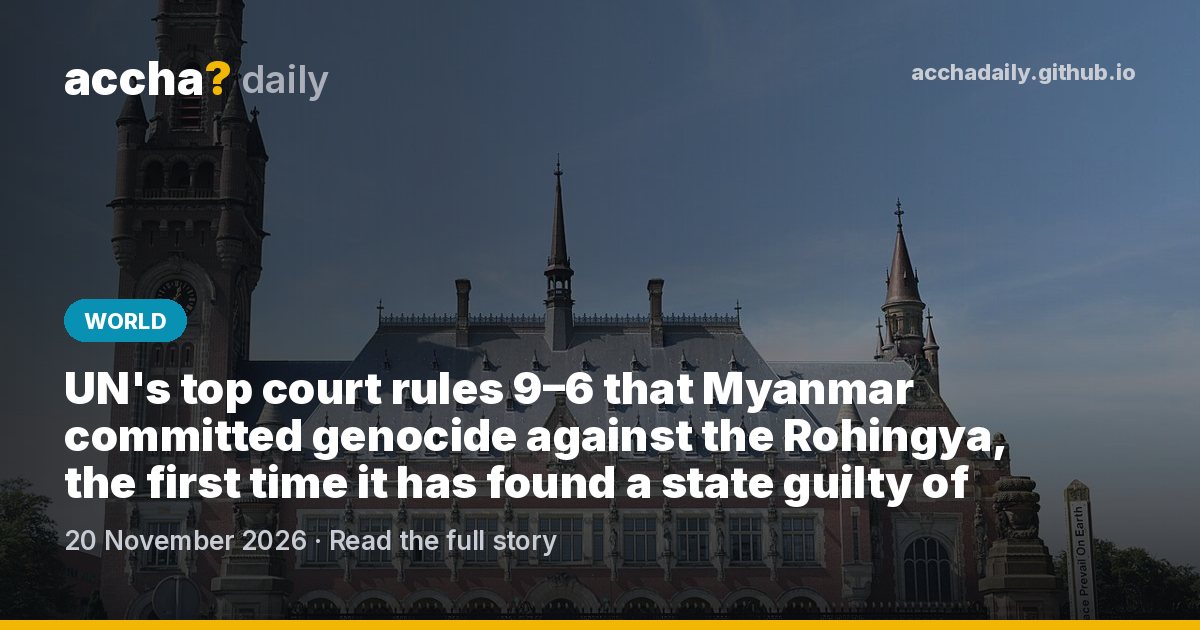 accha? daily
acchadaily.github.io
WORLD
UN's top court rules 9–6 that Myanmar
committed genocide against the Rohingya,
the first time it has found a state guilty of
20 November 2026 · Read the full story
Prevail On Earth